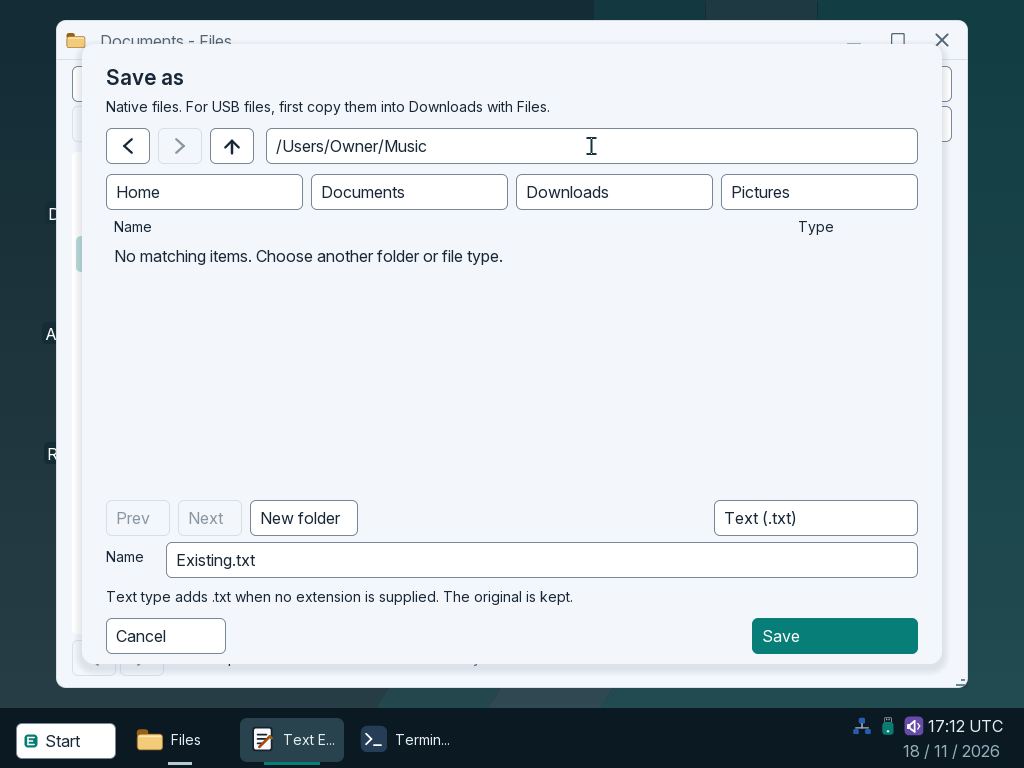 Documents - Files
Save as
Native files. For USB files, first copy them into Downloads with Files.
/Users/Owner/Music
Home
Documents
Downloads
Pictures
Name
Type
No matching items. Choose another folder or file type.
Prev
Next
New folder
Text (.txt)
Name
Existing.txt
Text type adds .txt when no extension is supplied. The original is kept.
Cancel
Save
Start
Files
Text E...
Termin...
17:12 UTC
18 / 11 / 2026